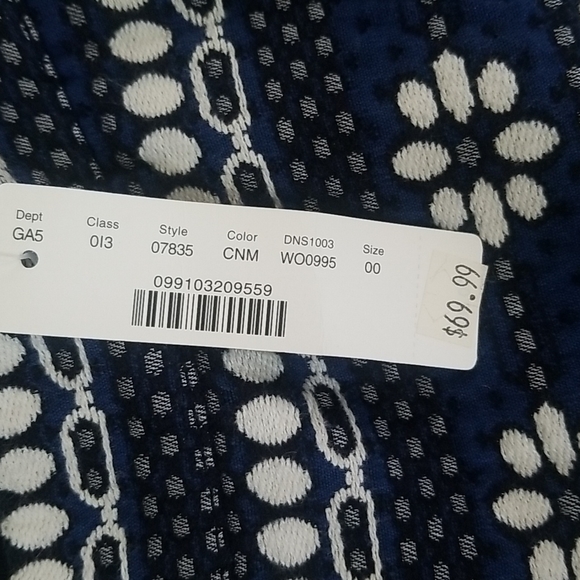 Dept Class Style Color DNS1003 Size
GA5 013 07835 CNM WO0995 00
099103209559
$69.99